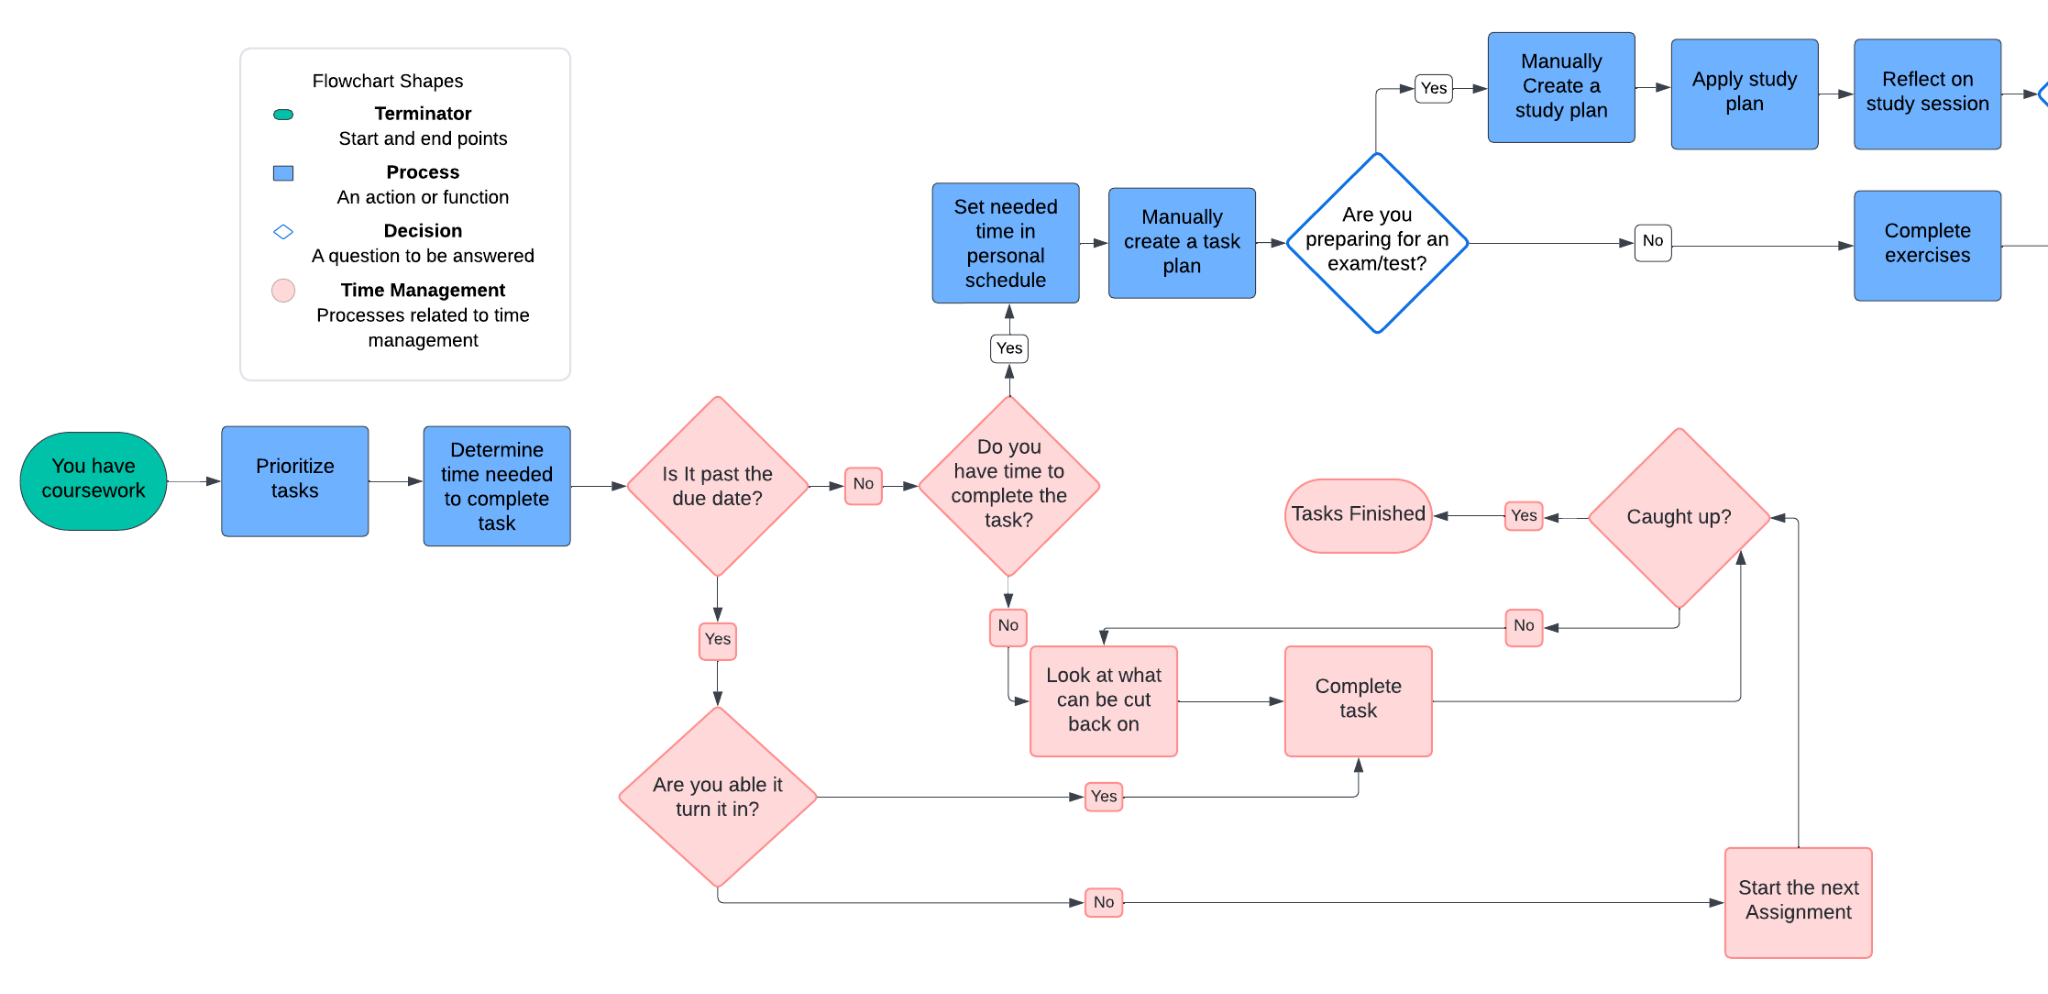 Flowchart Shapes
Terminator
Start and end points
Process
An action or function
Decision
A question to be answered
Time Management
Processes related to time
management
You have
coursework
Prioritize
tasks
Determine
time needed
to complete
task
Is It past the
due date?
No
Do you
have time to
complete the
task?
Yes
Set needed
time in
personal
schedule
Manually
create a task
plan
Are you
preparing for an
exam/test?
Yes
Manually
Create a
study plan
Apply study
plan
Reflect on
study session
No
Complete
exercises
No
Look at what
can be cut
back on
Complete
task
Caught up?
Yes
Tasks Finished
No
Yes
Are you able it
turn it in?
Yes
No
Start the next
Assignment